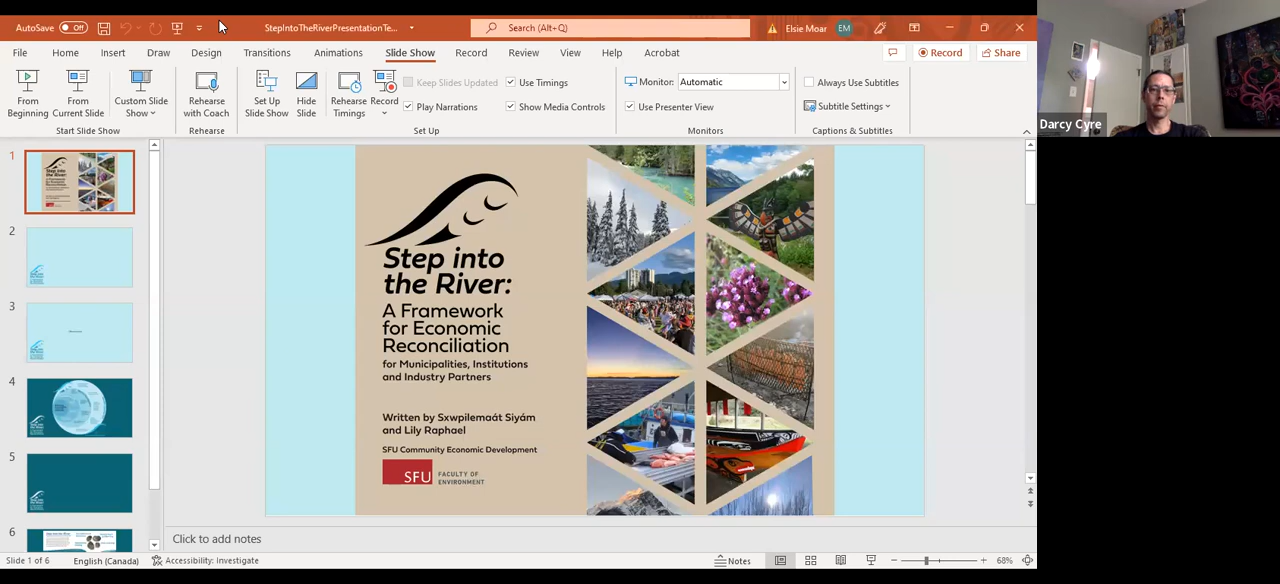 AutoSave Off StepIntoTheRiverPresentationTe... Search (Alt+Q) Elsie Moar EM
File Home Insert Draw Design Transitions Animations Slide Show Record Review View Help Acrobat Record Share
From Beginning
From Current Slide
Custom Slide Show
Start Slide Show
Rehearse with Coach
Rehearse
Set Up Slide Show
Hide Slide
Rehearse Timings
Record
Keep Slides Updated
Use Timings
Play Narrations
Show Media Controls
Set Up
Monitor: Automatic
Use Presenter View
Monitors
Always Use Subtitles
Subtitle Settings
Captions & Subtitles
Darcy Cyre
1
2
3
4
5
6
Step into
the River:
A Framework
for Economic
Reconciliation
for Municipalities, Institutions
and Industry Partners
Written by Sxwpilemaát Siyám
and Lily Raphael
SFU Community Economic Development
SFU FACULTY OF
ENVIRONMENT
Click to add notes
Slide 1 of 6 English (Canada) Accessibility: Investigate Notes 68%